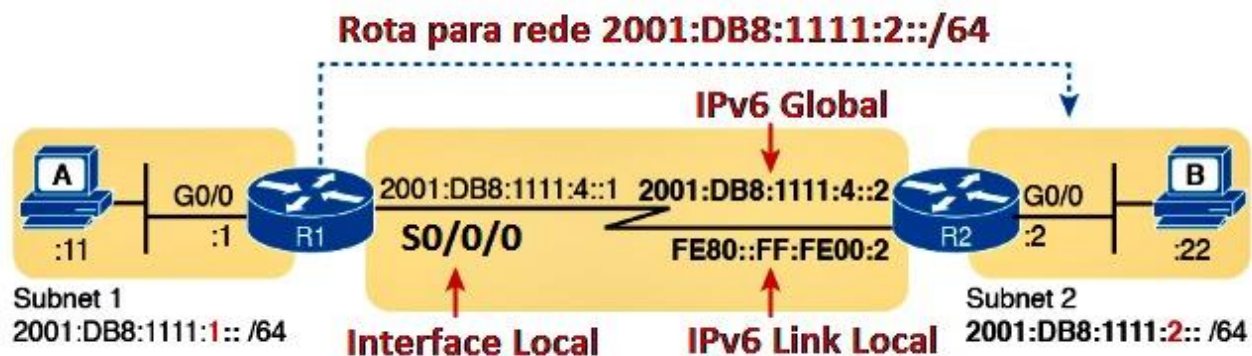 Rota para rede 2001:DB8:1111:2::/64
IPv6 Global
A
B
G0/0
2001:DB8:1111:4::1
2001:DB8:1111:4::2
G0/0
:11
:1
R1
S0/0/0
FE80::FF:FE00:2
R2
:2
:22
Subnet 1
2001:DB8:1111:1:: /64
Interface Local
IPv6 Link Local
Subnet 2
2001:DB8:1111:2:: /64